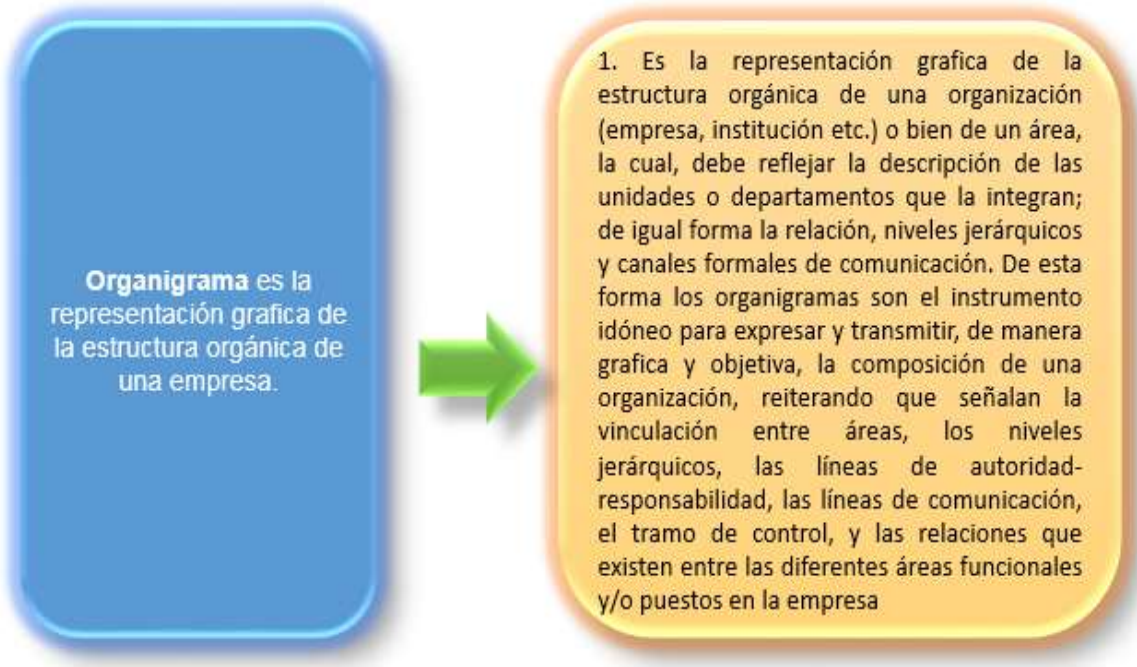 Organigrama es la
representación grafica de
la estructura orgánica de
una empresa.
1. Es la representación grafica de la
estructura orgánica de una organización
(empresa, institución etc.) o bien de un área,
la cual, debe reflejar la descripción de las
unidades o departamentos que la integran;
de igual forma la relación, niveles jerárquicos
y canales formales de comunicación. De esta
forma los organigramas son el instrumento
idóneo para expresar y transmitir, de manera
grafica y objetiva, la composición de una
organización, reiterando que señalan la
vinculación entre áreas, los niveles
jerárquicos, las líneas de autoridad-
responsabilidad, las líneas de comunicación,
el tramo de control, y las relaciones que
existen entre las diferentes áreas funcionales
y/o puestos en la empresa